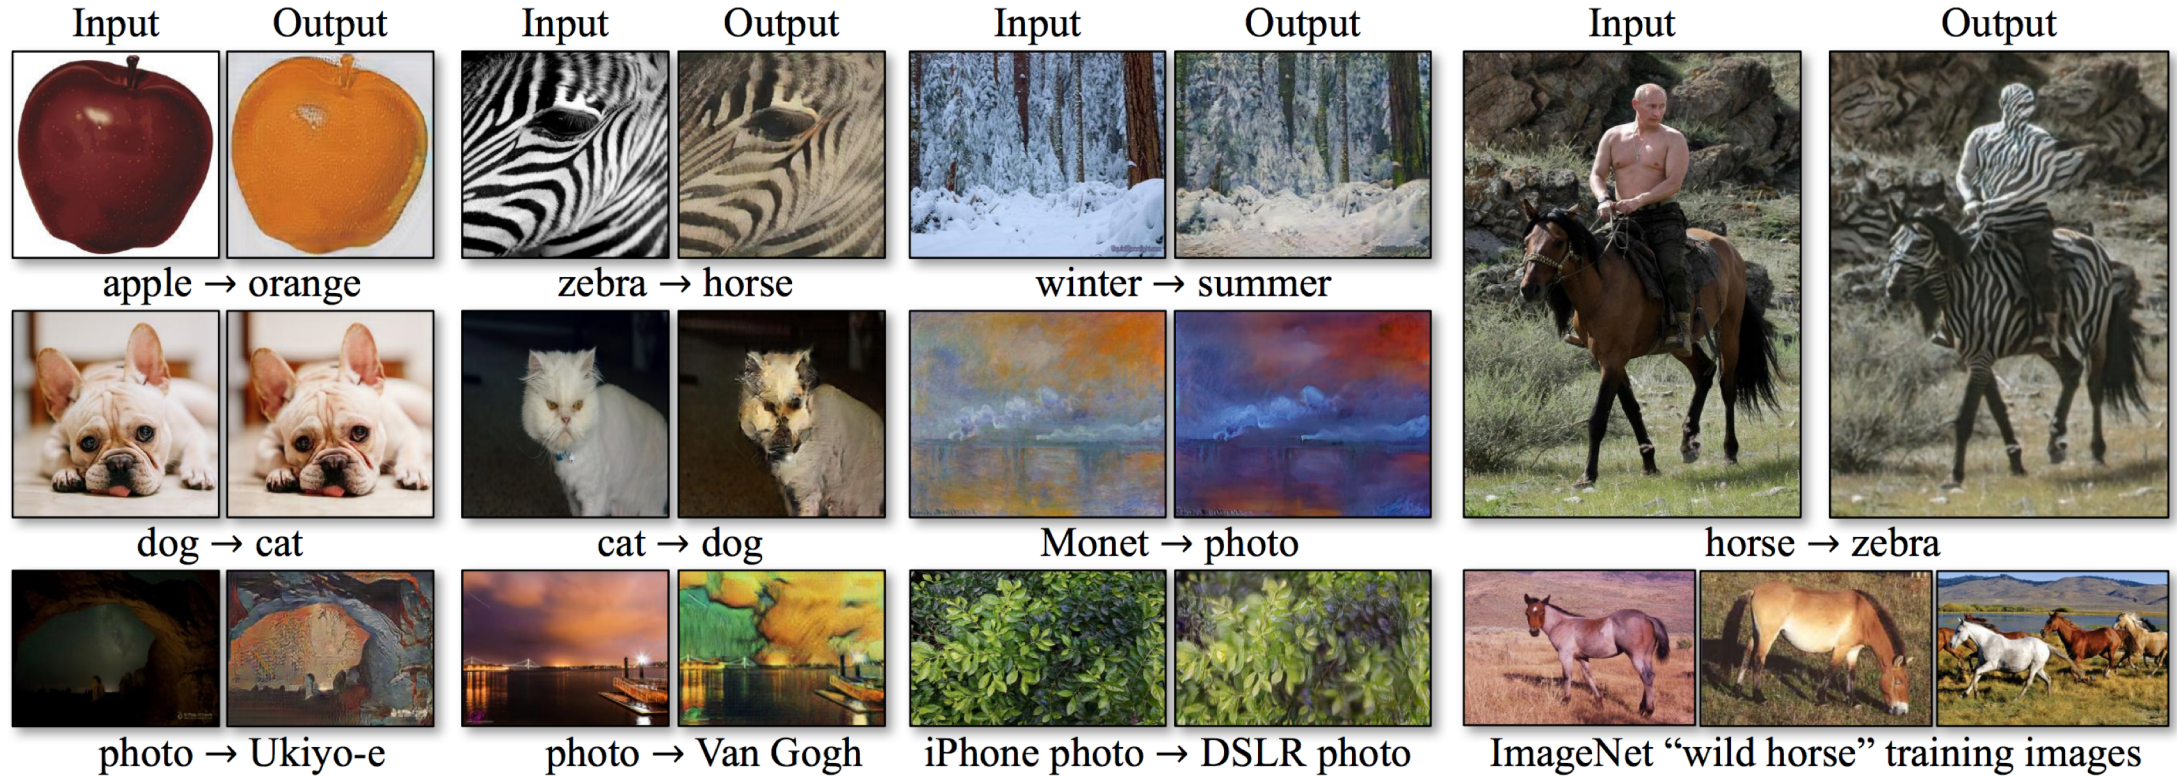 Input Output Input Output Input Output Input Output
apple → orange zebra → horse winter → summer
dog → cat cat → dog Monet → photo horse → zebra
photo → Ukiyo-e photo → Van Gogh iPhone photo → DSLR photo ImageNet “wild horse” training images